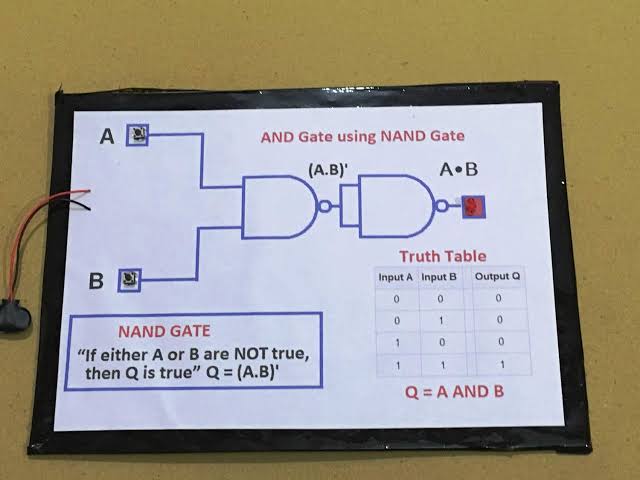 AND Gate using NAND Gate
A
(A.B)'
A•B
B
Truth Table
Input A Input B Output Q
0 0 0
0 1 0
1 0 0
1 1 1
Q = A AND B
NAND GATE
“If either A or B are NOT true,
then Q is true” Q = (A.B)'